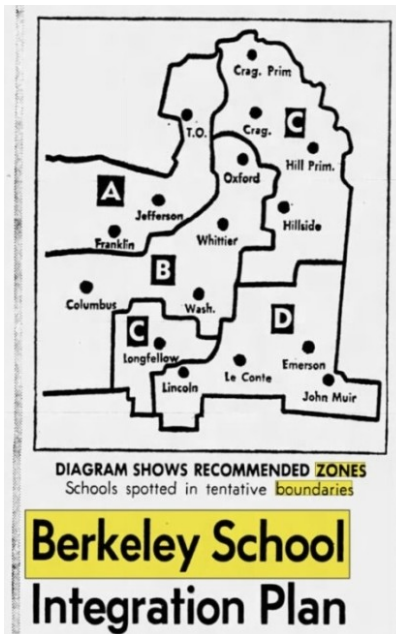 Crag. Prim
T.O.
Crag.
C
Hill Prim.
Oxford
A
Jefferson
Hillside
Franklin
Whittier
B
Columbus
Wash.
C
D
Longfellow
Emerson
Lincoln
Le Conte
John Muir
DIAGRAM SHOWS RECOMMENDED ZONES
Schools spotted in tentative boundaries
Berkeley School
Integration Plan